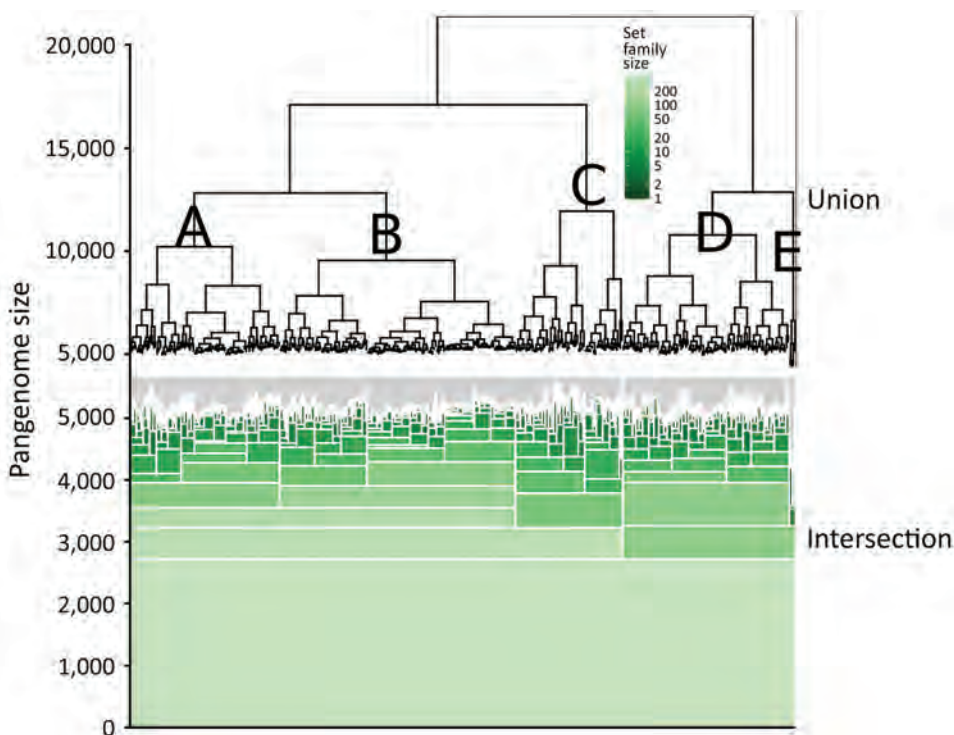 Set
family
size
200
100
50
20
10
5
2
1
20,000
15,000
10,000
5,000
A
B
C
D
E
Union
Pangenome size
5,000
4,000
3,000
2,000
1,000
0
Intersection